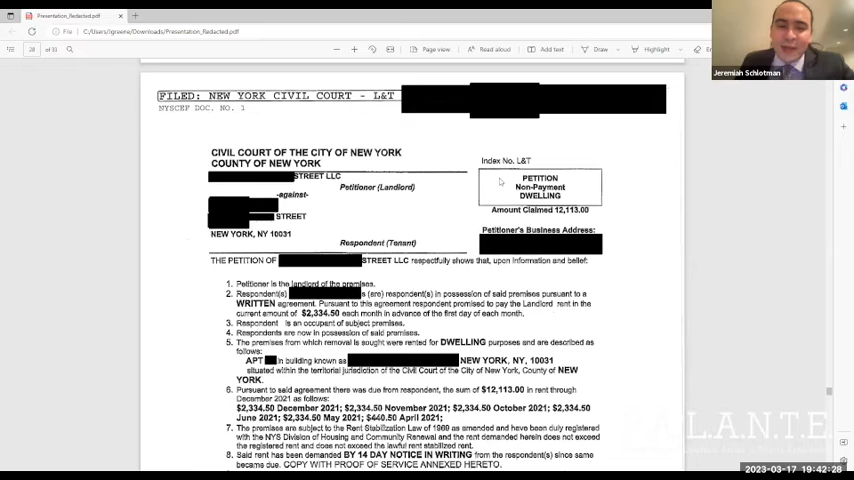 Presentation_Redacted.pdf
File
C:/Users/lgreene/Downloads/Presentation_Redacted.pdf
28
of 33
Page view
Read aloud
Add text
Draw
Highlight
Jeremiah Schlotman
FILED: NEW YORK CIVIL COURT - L&T
NYSCEF DOC. NO. 1
CIVIL COURT OF THE CITY OF NEW YORK
COUNTY OF NEW YORK
Index No. L&T
STREET LLC
Petitioner (Landlord)
-against-
STREET
NEW YORK, NY 10031
Respondent (Tenant)
PETITION
Non-Payment
DWELLING
Amount Claimed 12,113.00
Petitioner's Business Address:
THE PETITION OF STREET LLC respectfully shows that, upon information and belief:
1. Petitioner is the landlord of the premises.
2. Respondent(s) s (are) respondent(s) in possession of said premises pursuant to a
WRITTEN agreement. Pursuant to this agreement respondent promised to pay the Landlord rent in the
current amount of $2,334.50 each month in advance of the first day of each month.
3. Respondent is an occupant of subject premises.
4. Respondents are now in possession of said premises.
5. The premises from which removal is sought were rented for DWELLING purposes and are described as
follows:
APT in building known as NEW YORK, NY, 10031
situated within the territorial jurisdiction of the Civil Court of the City of New York, County of NEW
YORK.
6. Pursuant to said agreement there was due from respondent, the sum of $12,113.00 in rent through
December 2021 as follows:
$2,334.50 December 2021; $2,334.50 November 2021; $2,334.50 October 2021; $2,334.50
June 2021; $2,334.50 May 2021; $440.50 April 2021;
7. The premises are subject to the Rent Stabilization Law of 1969 as amended and have been duly registered
with the NYS Division of Housing and Community Renewal and the rent demanded herein does not exceed
the registered rent and does not exceed the lawful rent stabilized rent.
8. Said rent has been demanded BY 14 DAY NOTICE IN WRITING from the respondent(s) since same
became due. COPY WITH PROOF OF SERVICE ANNEXED HERETO.
L.A.N.T.E.
2023-03-17 19:42:28